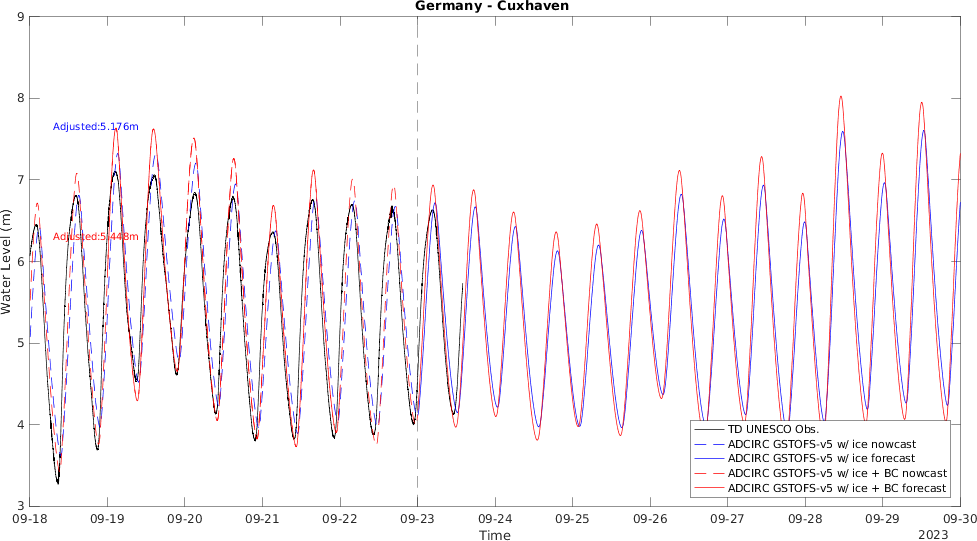 Germany - Cuxhaven
9
8
7
6
5
4
3
Water Level (m)
Adjusted:5.176m
Adjusted:5.448m
TD UNESCO Obs.
ADCIRC GSTOFS-v5 w/ ice nowcast
ADCIRC GSTOFS-v5 w/ ice forecast
ADCIRC GSTOFS-v5 w/ ice + BC nowcast
ADCIRC GSTOFS-v5 w/ ice + BC forecast
09-18 09-19 09-20 09-21 09-22 09-23 09-24 09-25 09-26 09-27 09-28 09-29 09-30
Time
2023